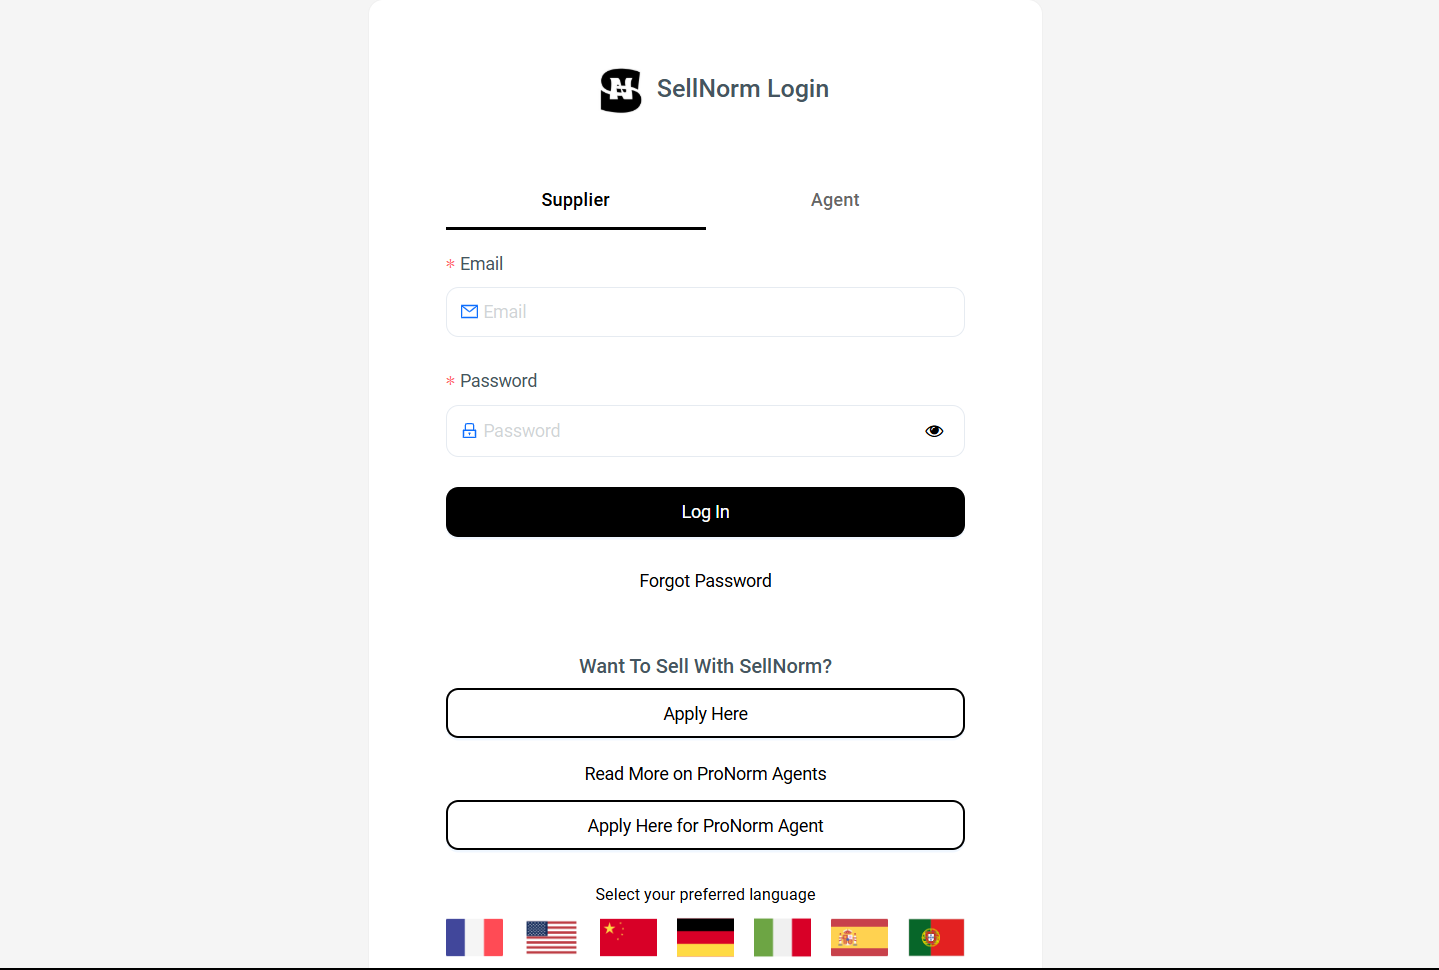 SellNorm Login
Supplier
Agent
* Email
Email
* Password
Password
Log In
Forgot Password
Want To Sell With SellNorm?
Apply Here
Read More on ProNorm Agents
Apply Here for ProNorm Agent
Select your preferred language